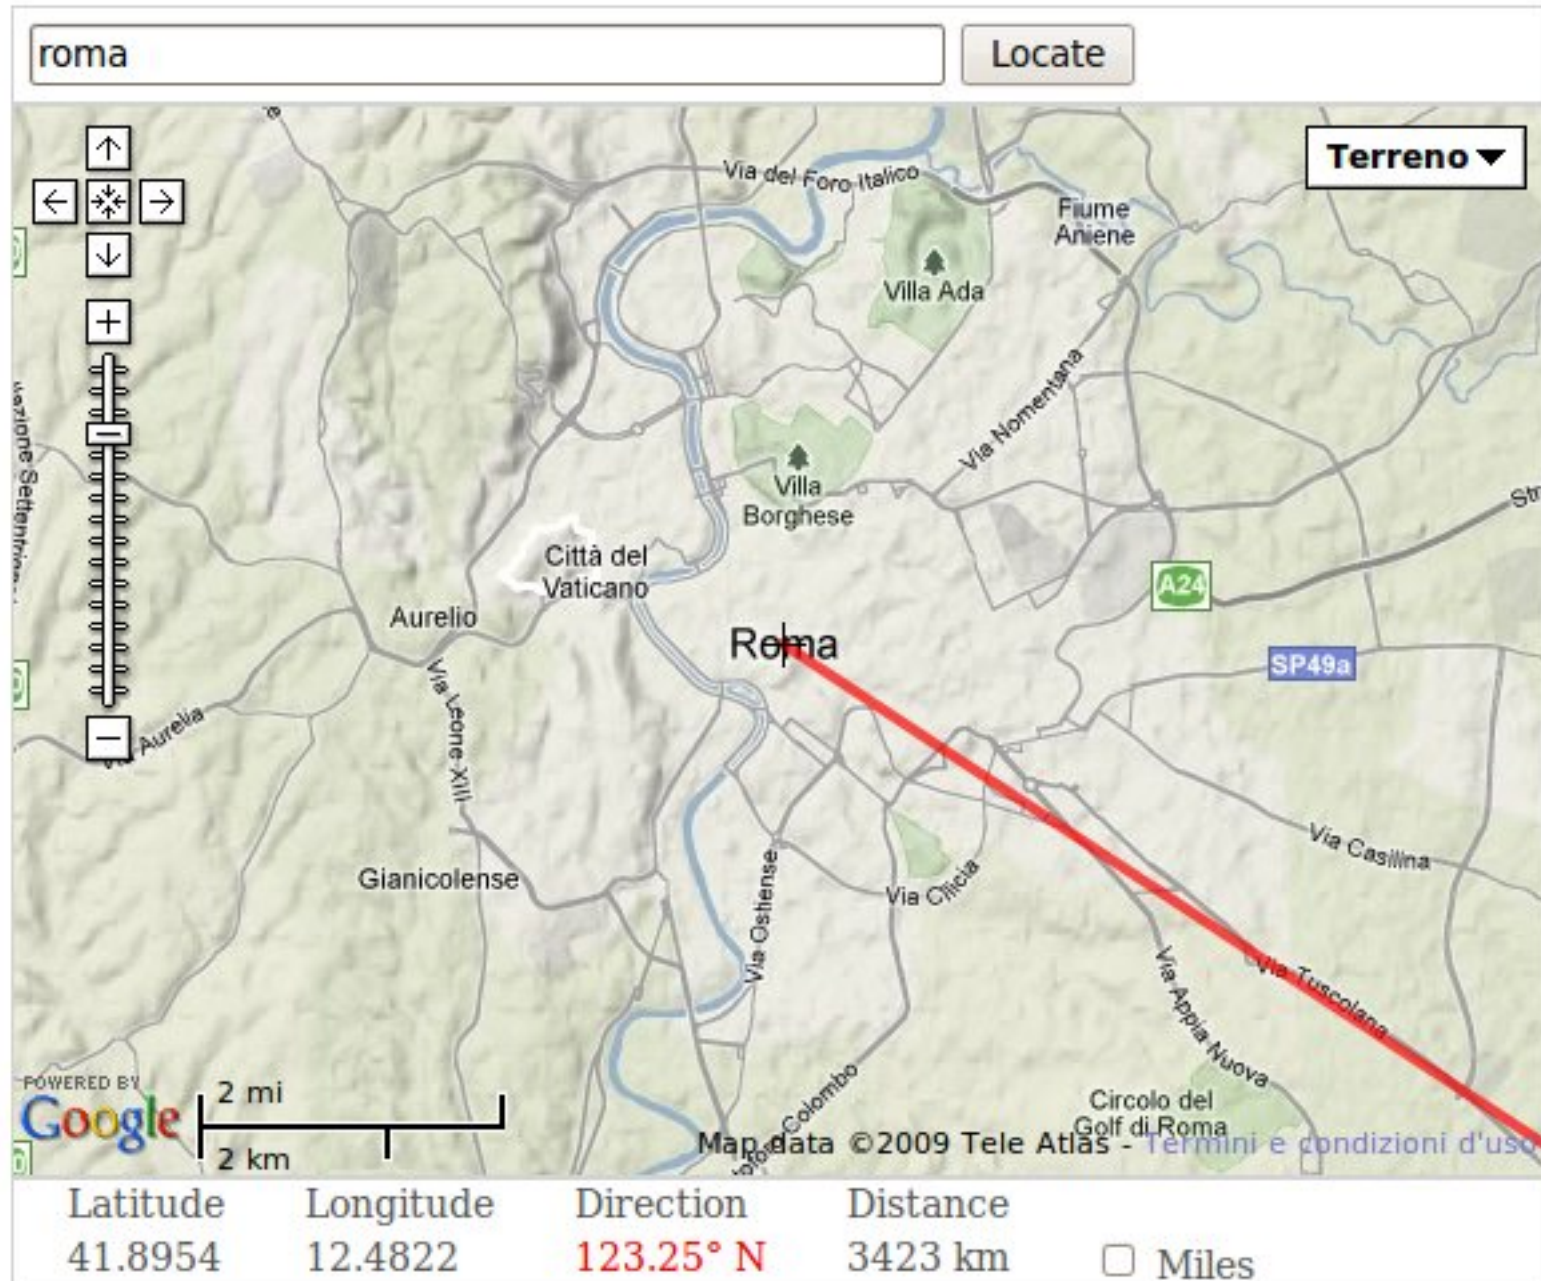 roma
Locate
Terreno
Via del Foro Italico
Fiume
Aniene
Villa Ada
Via Nomentana
Villa
Borghese
Str
Città del
Vaticano
A24
Aurelio
Roma
SP49a
Via Leone XIII
Aurelia
Via Casilina
Gianicolense
Via Cilicia
Via Ostiense
Via Tuscolana
Via Appia Nuova
Colombo
Circolo del
Golf di Roma
POWERED BY
Google
2 mi
2 km
Map data ©2009 Tele Atlas - Termini e condizioni d'uso
Latitude Longitude Direction Distance
41.8954 12.4822 123.25° N 3423 km Miles